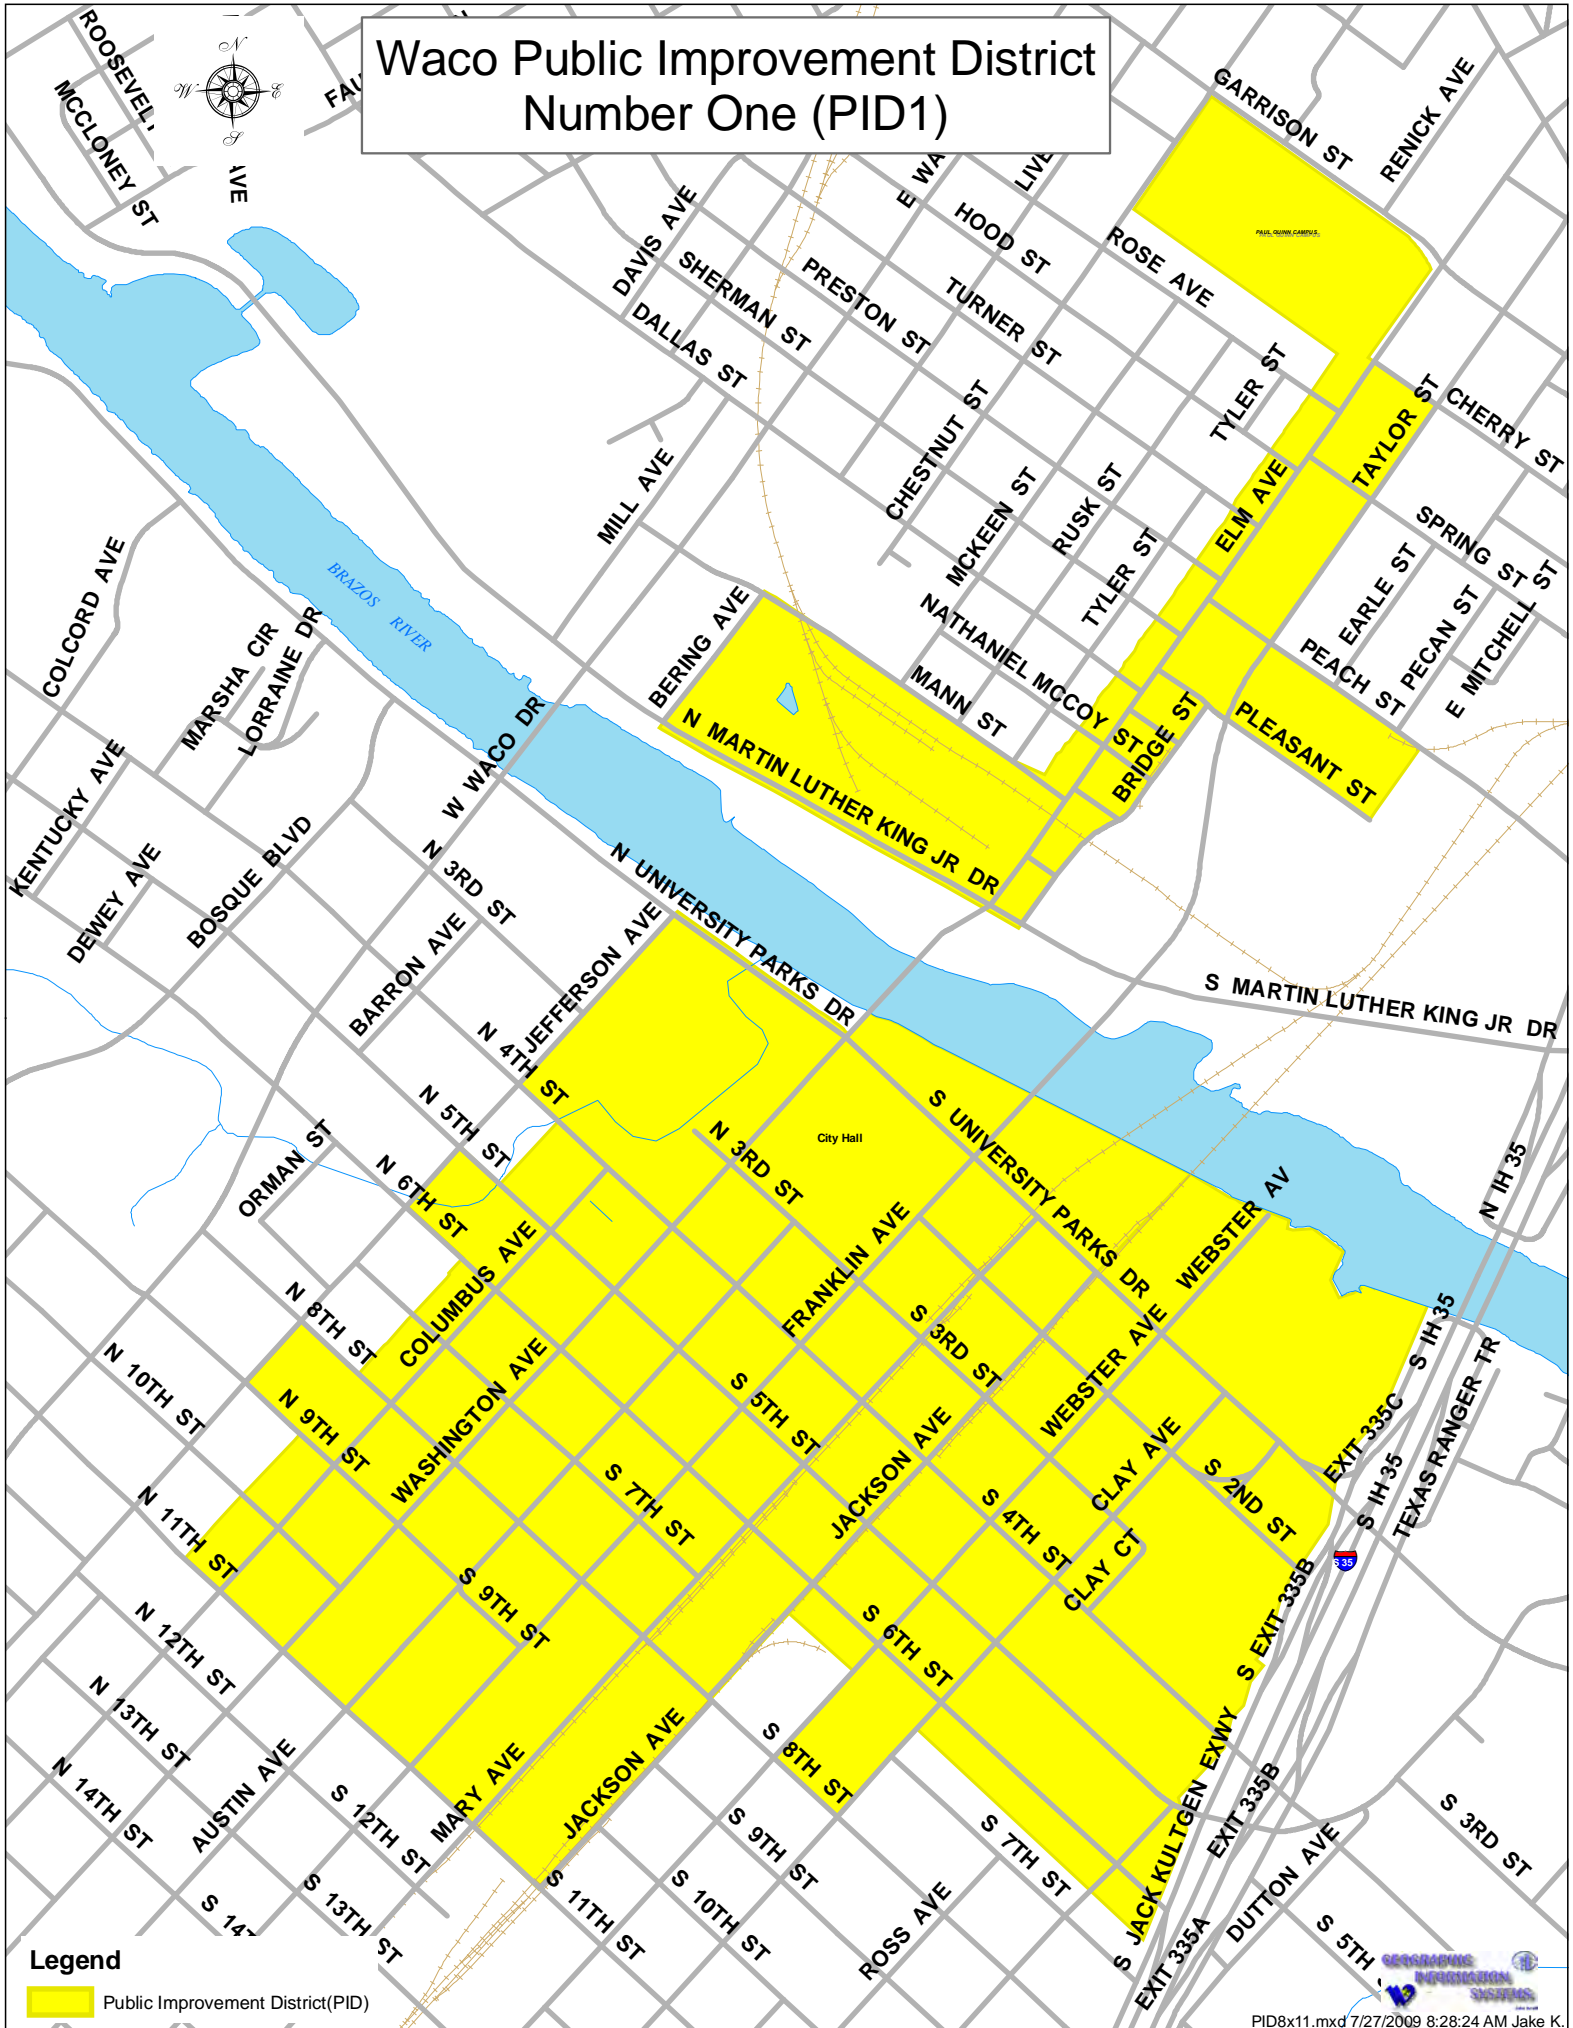 Waco Public Improvement District
Number One (PID1)
N
W
E
S
MCCLONEY ST
AVE
GARRISON ST
RENICK AVE
PAUL QUINN CAMPUS
HOOD ST
ROSE AVE
DAVIS AVE
SHERMAN ST
PRESTON ST
TURNER ST
DALLAS ST
TYLER ST
CHERRY ST
TAYLOR ST
CHESTNUT ST
MILL AVE
MCKEEN ST
RUSK ST
ELM AVE
SPRING ST
COLCORD AVE
BRAZOS RIVER
TYLER ST
EARLE ST
PECAN ST
E MITCHELL ST
NATHANIEL MCCOY ST
PEACH ST
MARSHA CIR
LORRAINE DR
BERING AVE
MANN ST
BRIDGE ST
PLEASANT ST
N MARTIN LUTHER KING JR DR
W WACO DR
KENTUCKY AVE
DEWEY AVE
BOSQUE BLVD
N 3RD ST
N UNIVERSITY PARKS DR
BARRON AVE
JEFFERSON AVE
S MARTIN LUTHER KING JR DR
N 4TH ST
N 5TH ST
City Hall
S UNIVERSITY PARKS DR
N 3RD ST
ORMAN ST
N 6TH ST
N IH 35
WEBSTER AV
COLUMBUS AVE
FRANKLIN AVE
N 8TH ST
S 3RD ST
WEBSTER AVE
S IH 35
N 10TH ST
WASHINGTON AVE
N 9TH ST
S 5TH ST
JACKSON AVE
CLAY AVE
S 2ND ST
EXIT 335C
TEXAS RANGER TR
S IH 35
N 11TH ST
S 7TH ST
S 4TH ST
CLAY CT
S 35
S EXIT 335B
S 9TH ST
S 6TH ST
N 12TH ST
N 13TH ST
N 14TH ST
AUSTIN AVE
S 12TH ST
MARY AVE
JACKSON AVE
S 8TH ST
S JACK KULTGEN EXWY
EXIT 335B
S 3RD ST
S 9TH ST
S 7TH ST
DUTTON AVE
S 13TH ST
S 11TH ST
S 10TH ST
ROSS AVE
EXIT 335A
S 5TH
Legend
Public Improvement District(PID)
GEOGRAPHIC
INFORMATION
SYSTEMS
PID8x11.mxd 7/27/2009 8:28:24 AM Jake K.